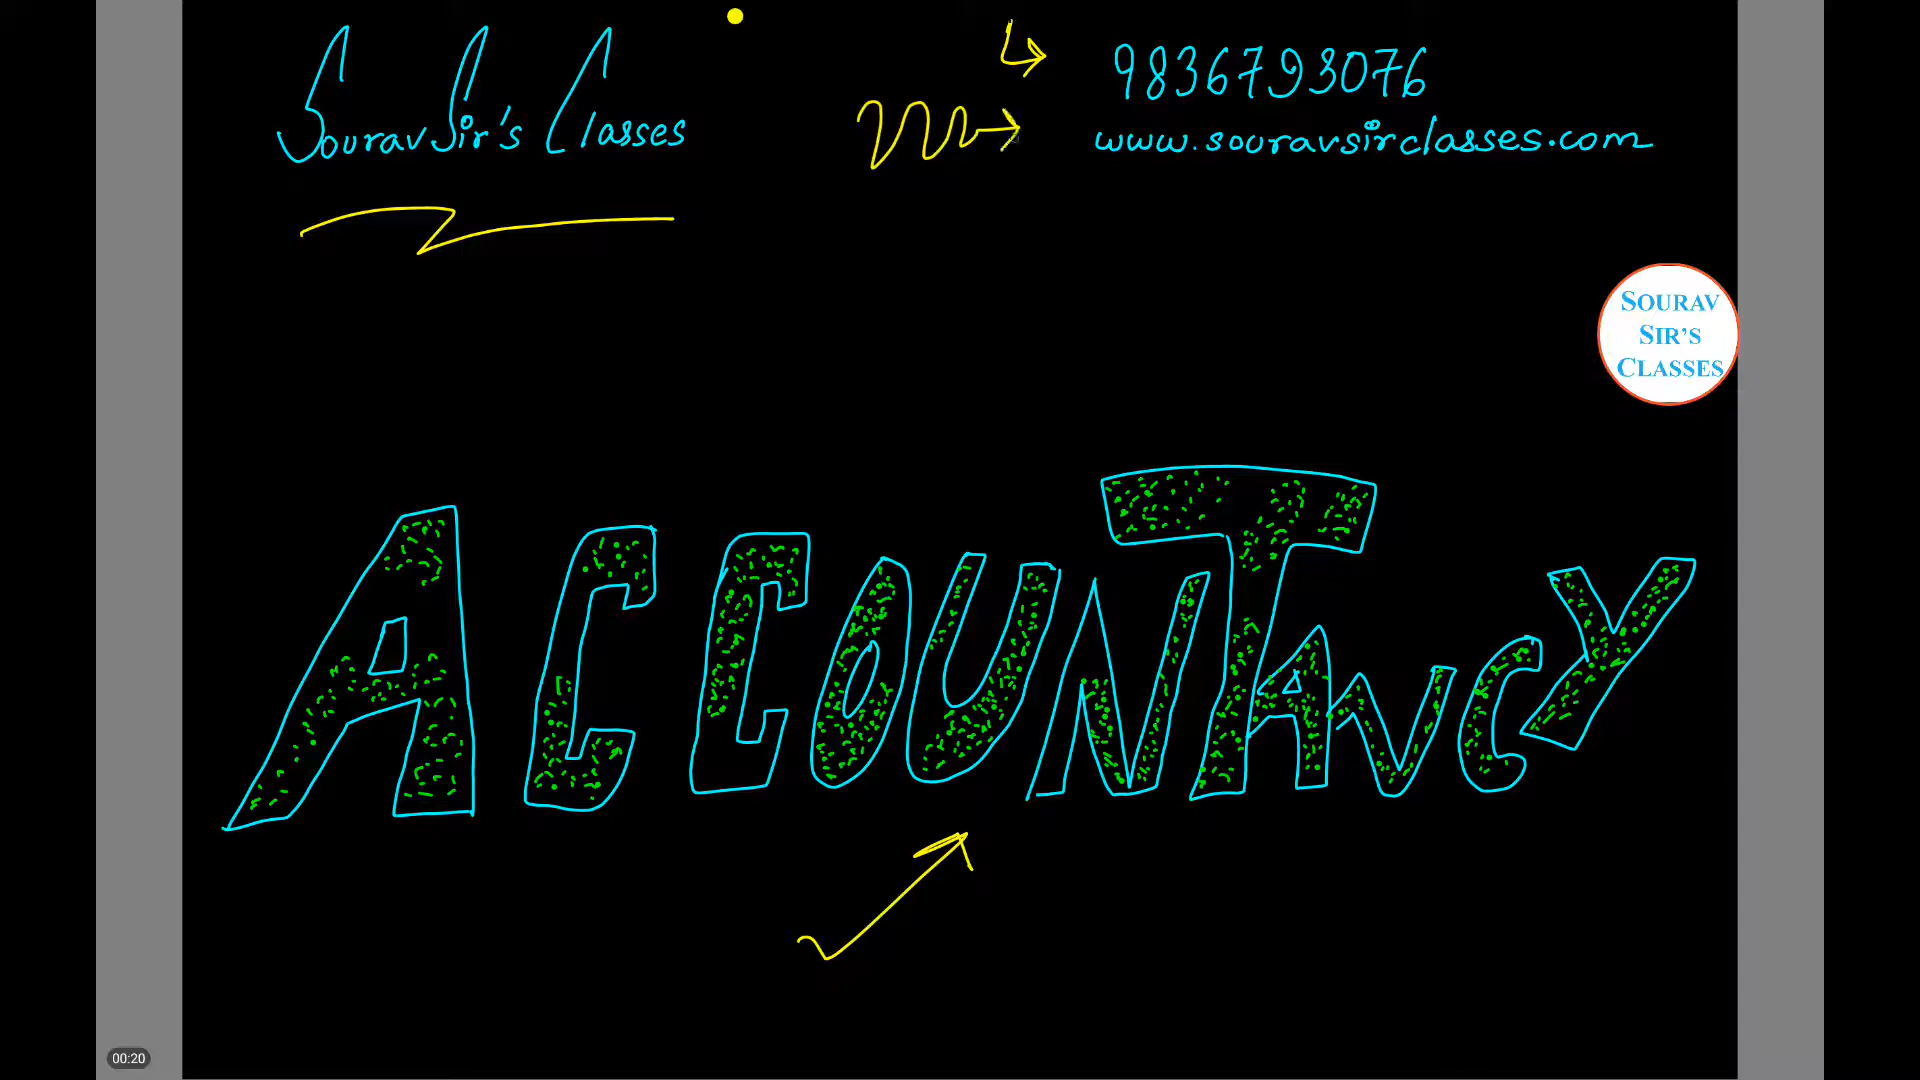 Sourav Sir's Classes
9836793076
www.souravsirclasses.com
SOURAV
SIR'S
CLASSES
ACCOUNTANCY
00:20